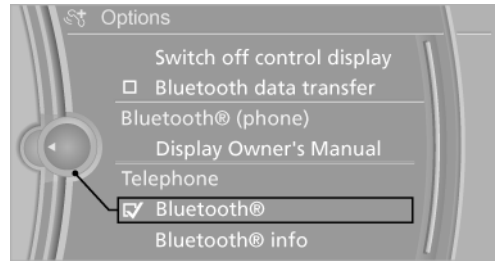 Options
Switch off control display
Bluetooth data transfer
Bluetooth® (phone)
Display Owner's Manual
Telephone
Bluetooth®
Bluetooth® info